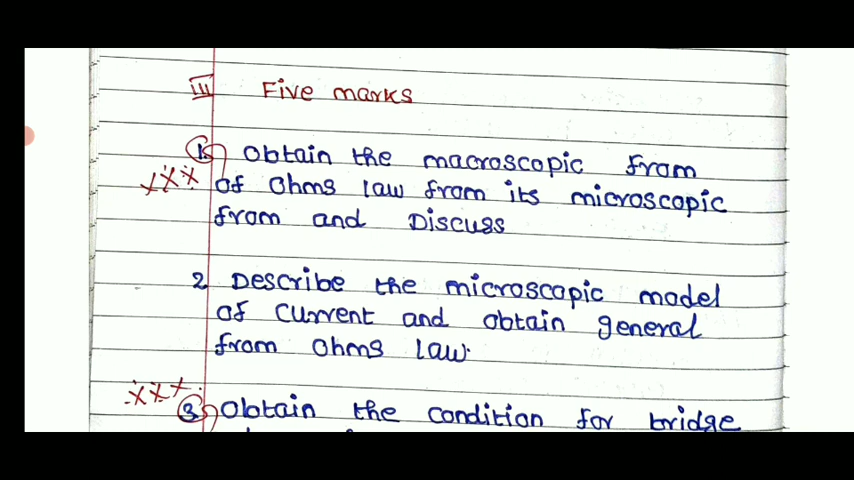 III Five marks
1) Obtain the macroscopic from
xxx of Ohms law from its microscopic
from and Discuss
2 Describe the microscopic model
of current and obtain general
from Ohms law.
xxx
3) Obtain the condition for bridge